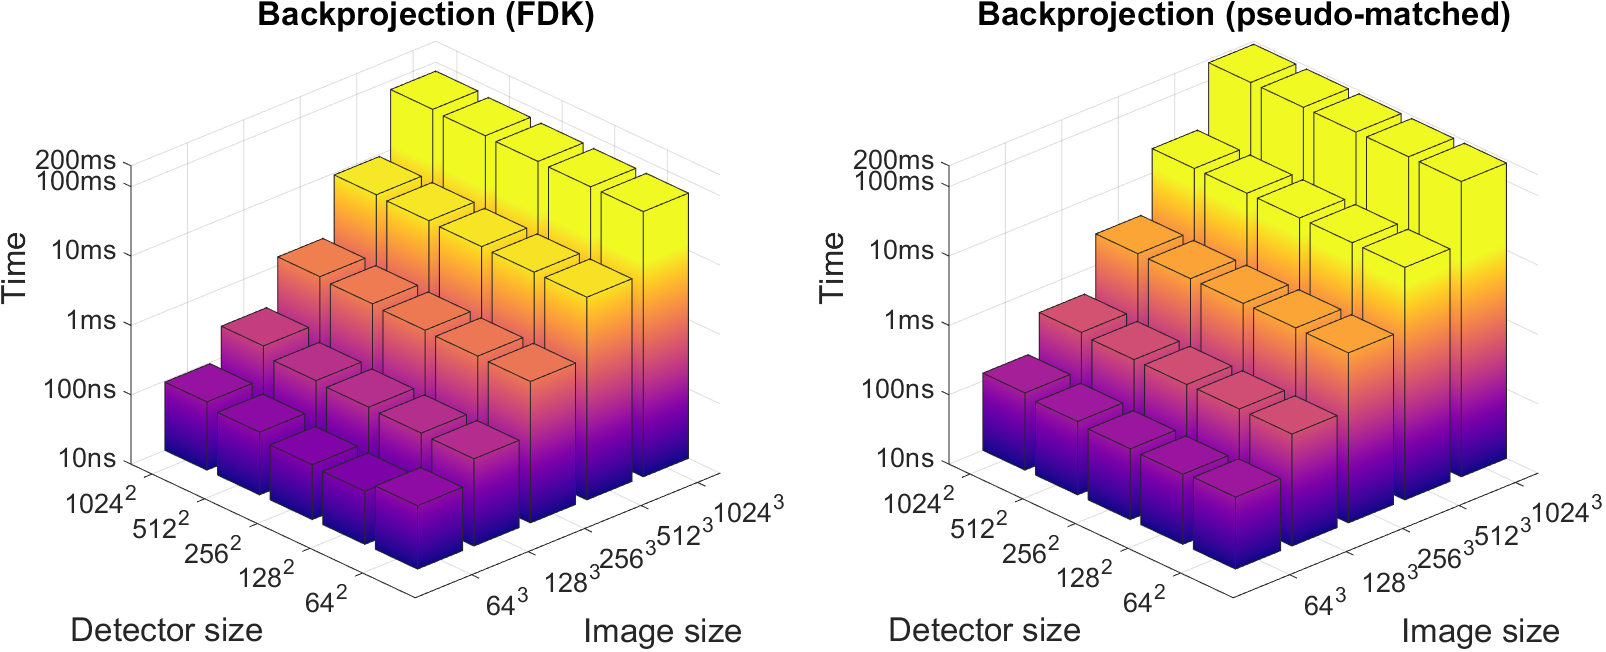 Backprojection (FDK)
200ms
100ms
10ms
1ms
100ns
10ns
Time
1024²
512²
256²
128²
64²
Detector size
64³
128³
256³
512³
1024³
Image size
Backprojection (pseudo-matched)
200ms
100ms
10ms
1ms
100ns
10ns
Time
1024²
512²
256²
128²
64²
Detector size
64³
128³
256³
512³
1024³
Image size